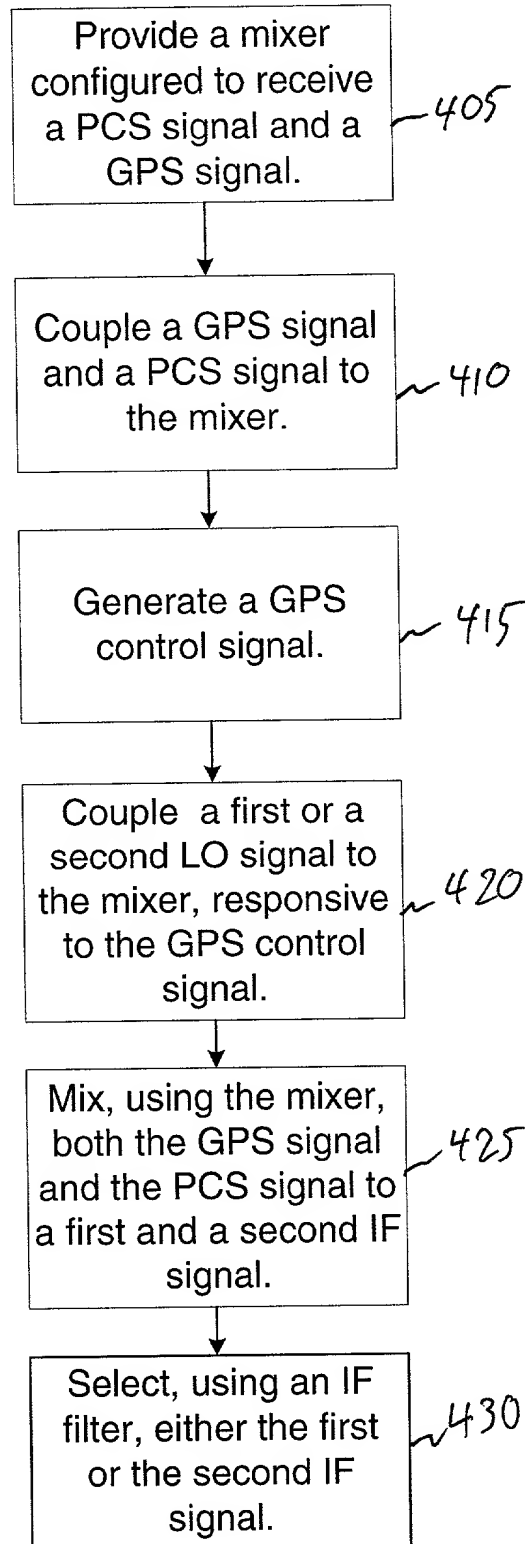 Provide a mixer
configured to receive
a PCS signal and a
GPS signal.
405
Couple a GPS signal
and a PCS signal to
the mixer.
410
Generate a GPS
control signal.
415
Couple a first or a
second LO signal to
the mixer, responsive
to the GPS control
signal.
420
Mix, using the mixer,
both the GPS signal
and the PCS signal to
a first and a second IF
signal.
425
Select, using an IF
filter, either the first
or the second IF
signal.
430